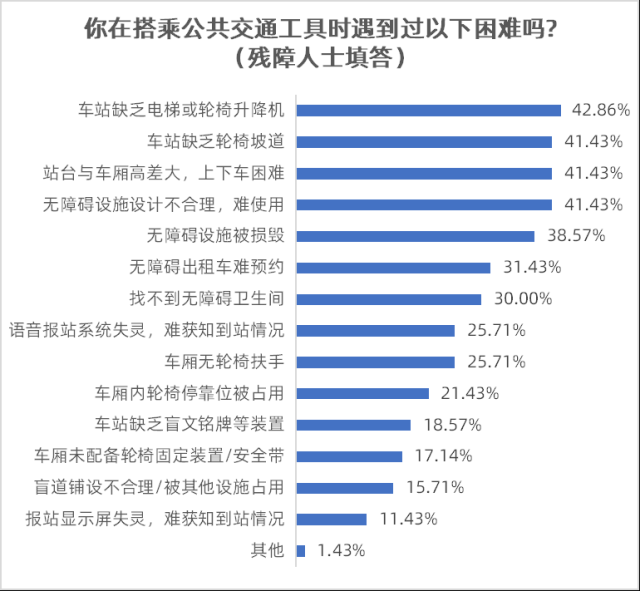 你在搭乘公共交通工具时遇到过以下困难吗?
（残障人士填答）
车站缺乏电梯或轮椅升降机 42.86%
车站缺乏轮椅坡道 41.43%
站台与车厢高差大，上下车困难 41.43%
无障碍设施设计不合理，难使用 41.43%
无障碍设施被损毁 38.57%
无障碍出租车难预约 31.43%
找不到无障碍卫生间 30.00%
语音报站系统失灵，难获知到站情况 25.71%
车厢无轮椅扶手 25.71%
车厢内轮椅停靠位被占用 21.43%
车站缺乏盲文铭牌等装置 18.57%
车厢未配备轮椅固定装置/安全带 17.14%
盲道铺设不合理/被其他设施占用 15.71%
报站显示屏失灵，难获知到站情况 11.43%
其他 1.43%